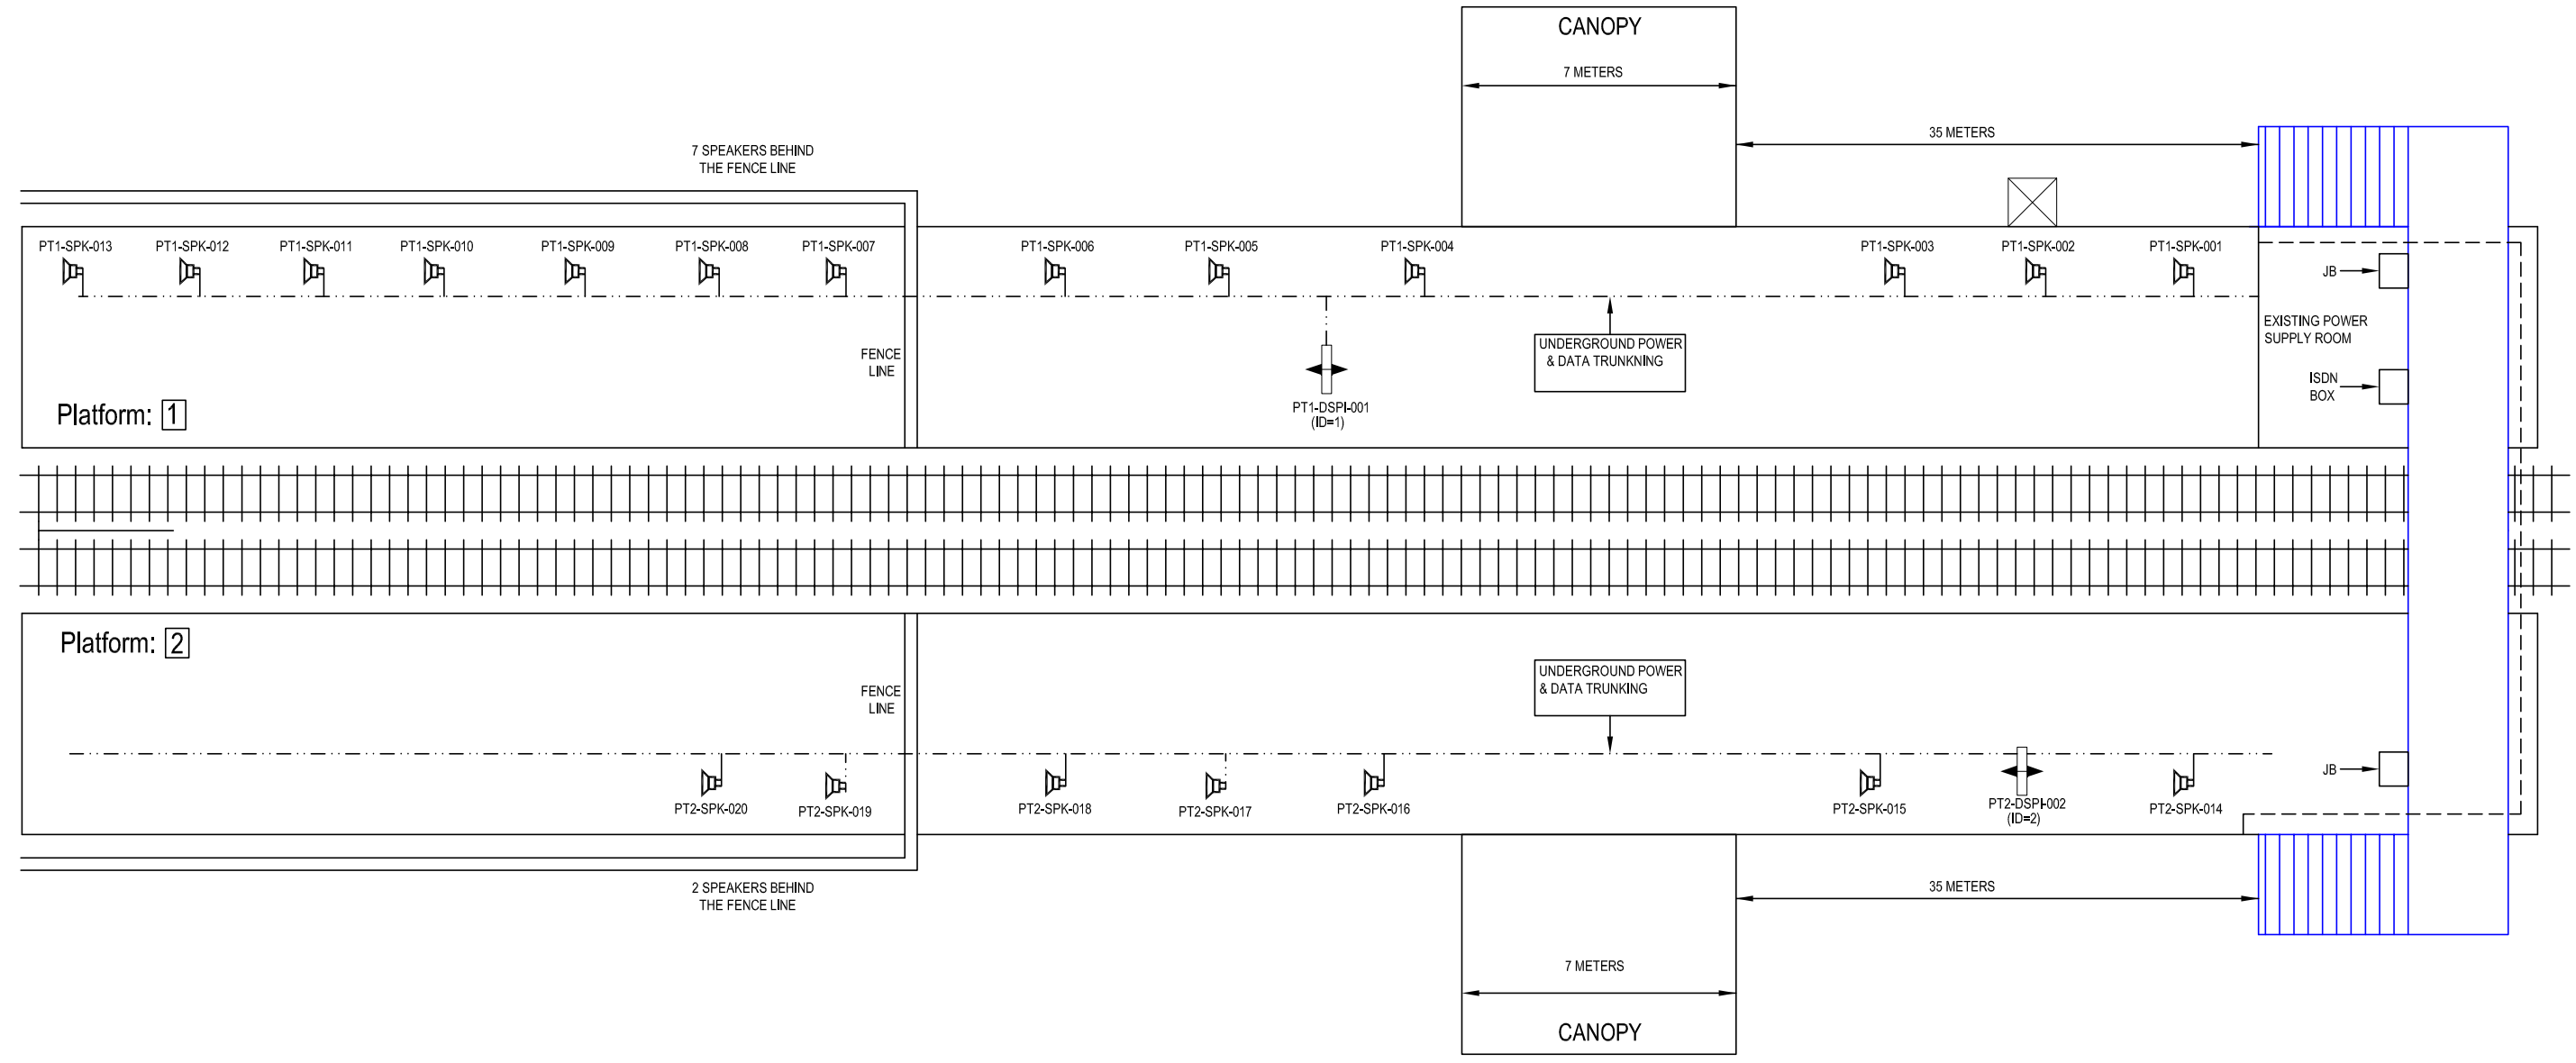 CANOPY
7 METERS
35 METERS
7 SPEAKERS BEHIND
THE FENCE LINE
PT1-SPK-013
PT1-SPK-012
PT1-SPK-011
PT1-SPK-010
PT1-SPK-009
PT1-SPK-008
PT1-SPK-007
PT1-SPK-006
PT1-SPK-005
PT1-SPK-004
PT1-SPK-003
PT1-SPK-002
PT1-SPK-001
JB
EXISTING POWER
SUPPLY ROOM
UNDERGROUND POWER
& DATA TRUNKNING
FENCE
LINE
ISDN
BOX
PT1-DSPI-001
(ID=1)
Platform: 1
Platform: 2
UNDERGROUND POWER
& DATA TRUNKING
FENCE
LINE
JB
PT2-SPK-020
PT2-SPK-019
PT2-SPK-018
PT2-SPK-017
PT2-SPK-016
PT2-SPK-015
PT2-DSPI-002
(ID=2)
PT2-SPK-014
2 SPEAKERS BEHIND
THE FENCE LINE
35 METERS
7 METERS
CANOPY